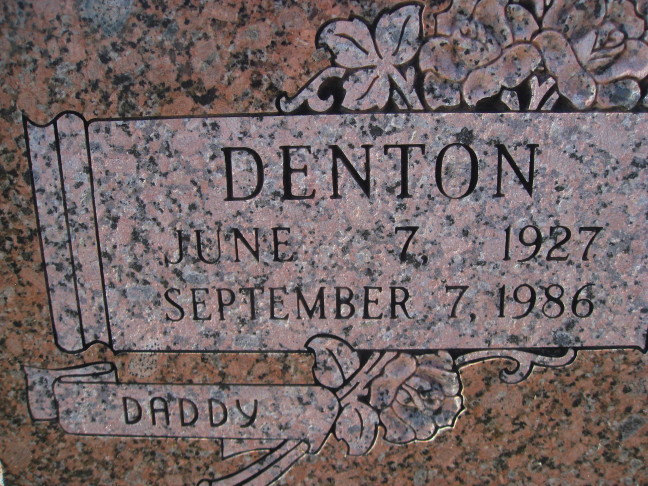 DENTON
JUNE 7, 1927
SEPTEMBER 7, 1986
DADDY